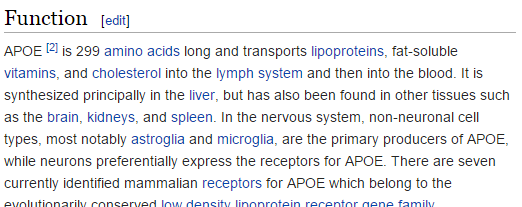 Function [edit]
APOE [2] is 299 amino acids long and transports lipoproteins, fat-soluble
vitamins, and cholesterol into the lymph system and then into the blood. It is
synthesized principally in the liver, but has also been found in other tissues such
as the brain, kidneys, and spleen. In the nervous system, non-neuronal cell
types, most notably astroglia and microglia, are the primary producers of APOE,
while neurons preferentially express the receptors for APOE. There are seven
currently identified mammalian receptors for APOE which belong to the
evolutionarily conserved low density lipoprotein receptor gene family